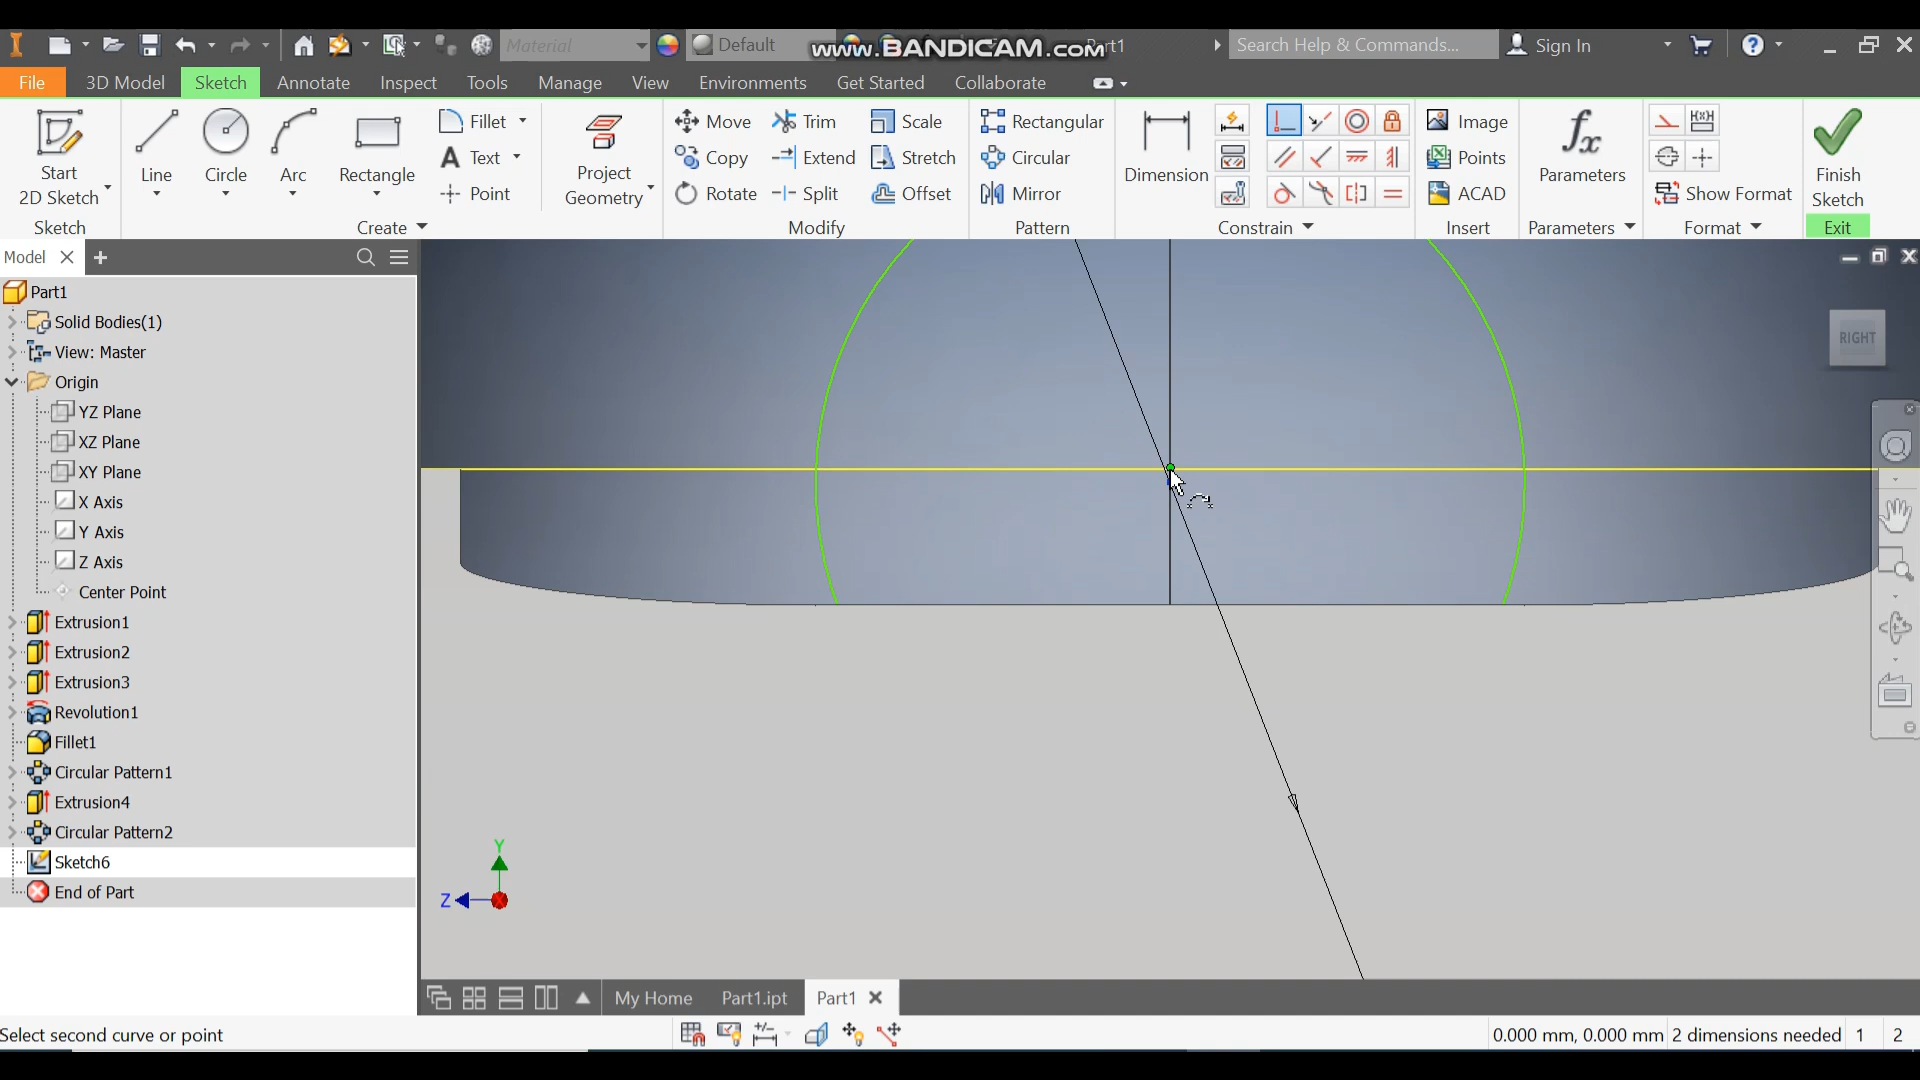 Material
Default
www.BANDICAM.com
Part1
Search Help & Commands...
Sign In
File
3D Model
Sketch
Annotate
Inspect
Tools
Manage
View
Environments
Get Started
Collaborate
Start
2D Sketch
Line
Circle
Arc
Rectangle
Fillet
Text
Point
Project
Geometry
Move
Copy
Rotate
Trim
Extend
Split
Scale
Stretch
Offset
Rectangular
Circular
Mirror
Dimension
Image
Points
ACAD
fx
Parameters
Show Format
Finish
Sketch
Sketch
Create
Modify
Pattern
Constrain
Insert
Parameters
Format
Exit
Model
Part1
Solid Bodies(1)
View: Master
Origin
YZ Plane
XZ Plane
XY Plane
X Axis
Y Axis
Z Axis
Center Point
Extrusion1
Extrusion2
Extrusion3
Revolution1
Fillet1
Circular Pattern1
Extrusion4
Circular Pattern2
Sketch6
End of Part
RIGHT
Y
Z
My Home
Part1.ipt
Part1
Select second curve or point
0.000 mm, 0.000 mm
2 dimensions needed
1
2